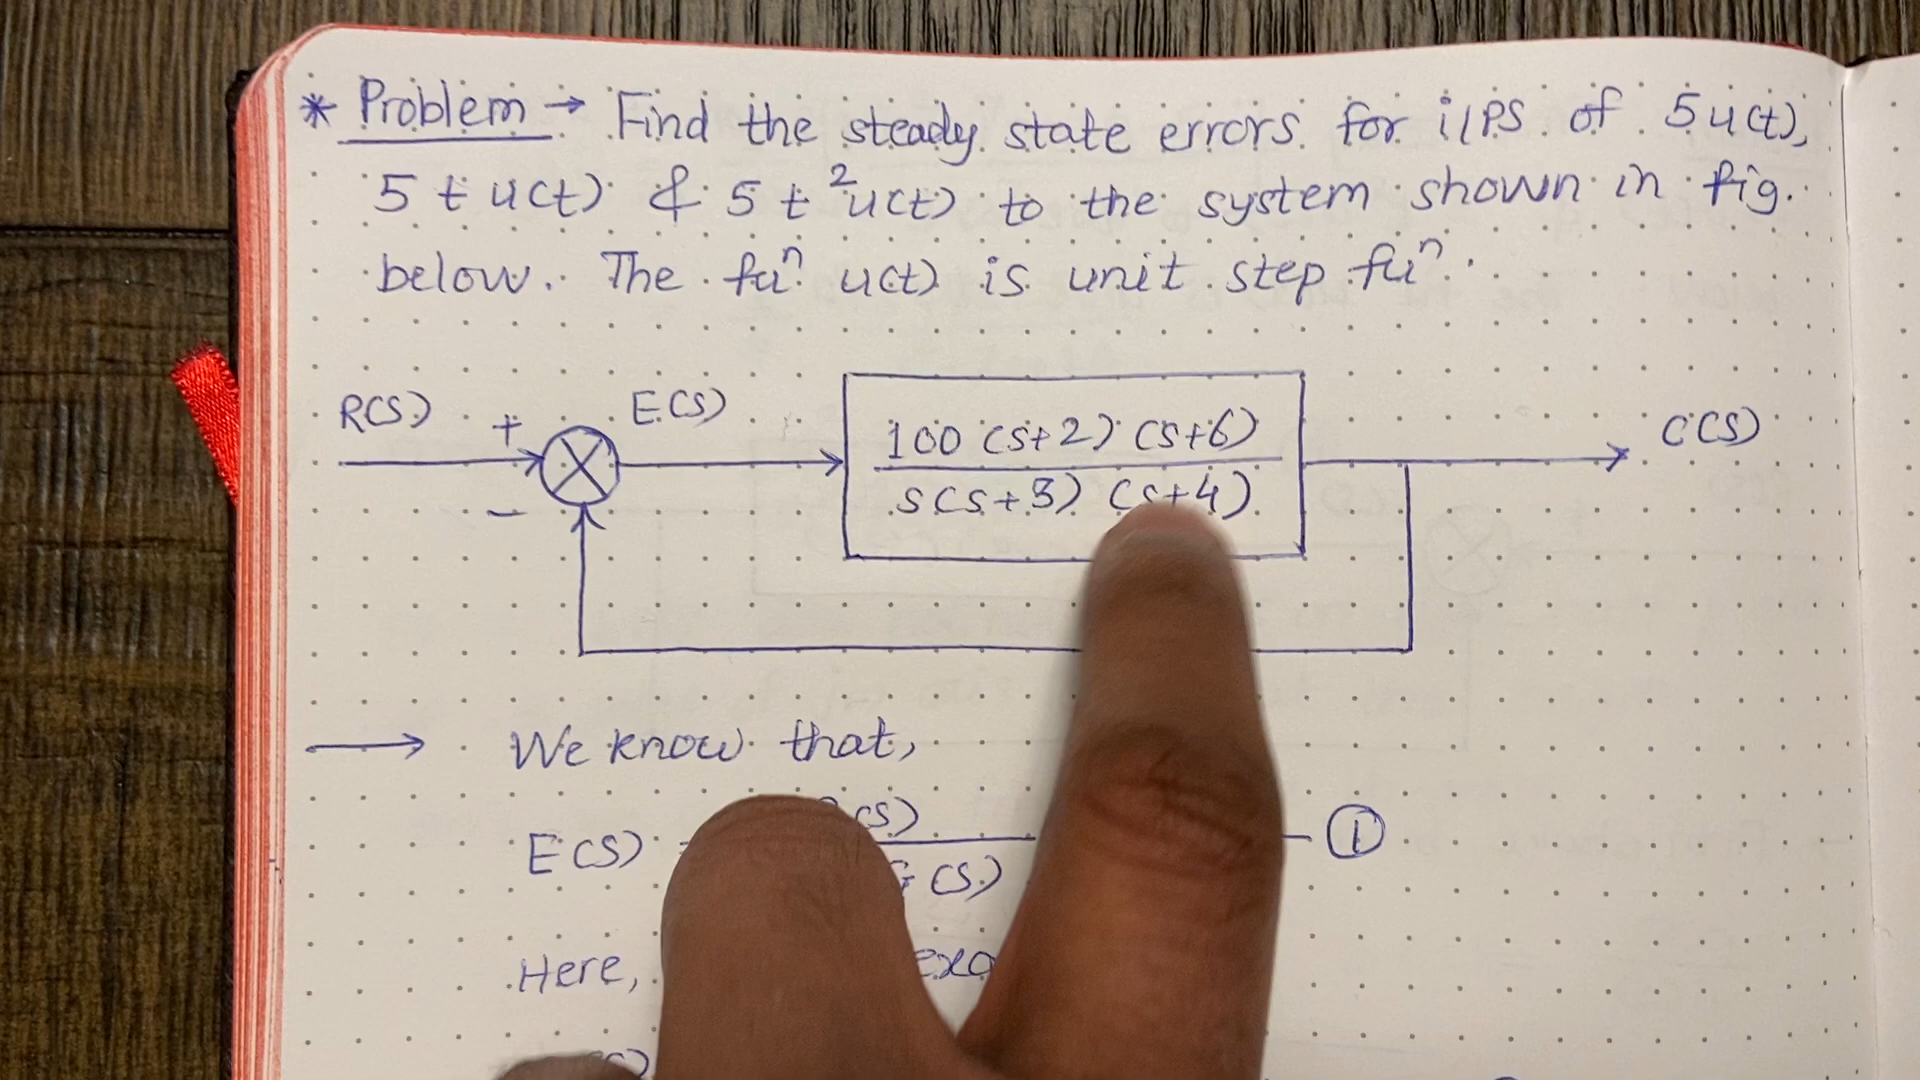 * Problem → Find the steady state errors for i/Ps of 5u(t),
5 t u(t) & 5 t²u(t) to the system shown in fig.
below. The fuⁿ u(t) is unit step fuⁿ.
R(S) + E(S)
100 (s+2) (s+6)
s(s+3) (s+4)
C(S)
−
→ We know that,
E(S) (S) — ①
G(S)
Here,